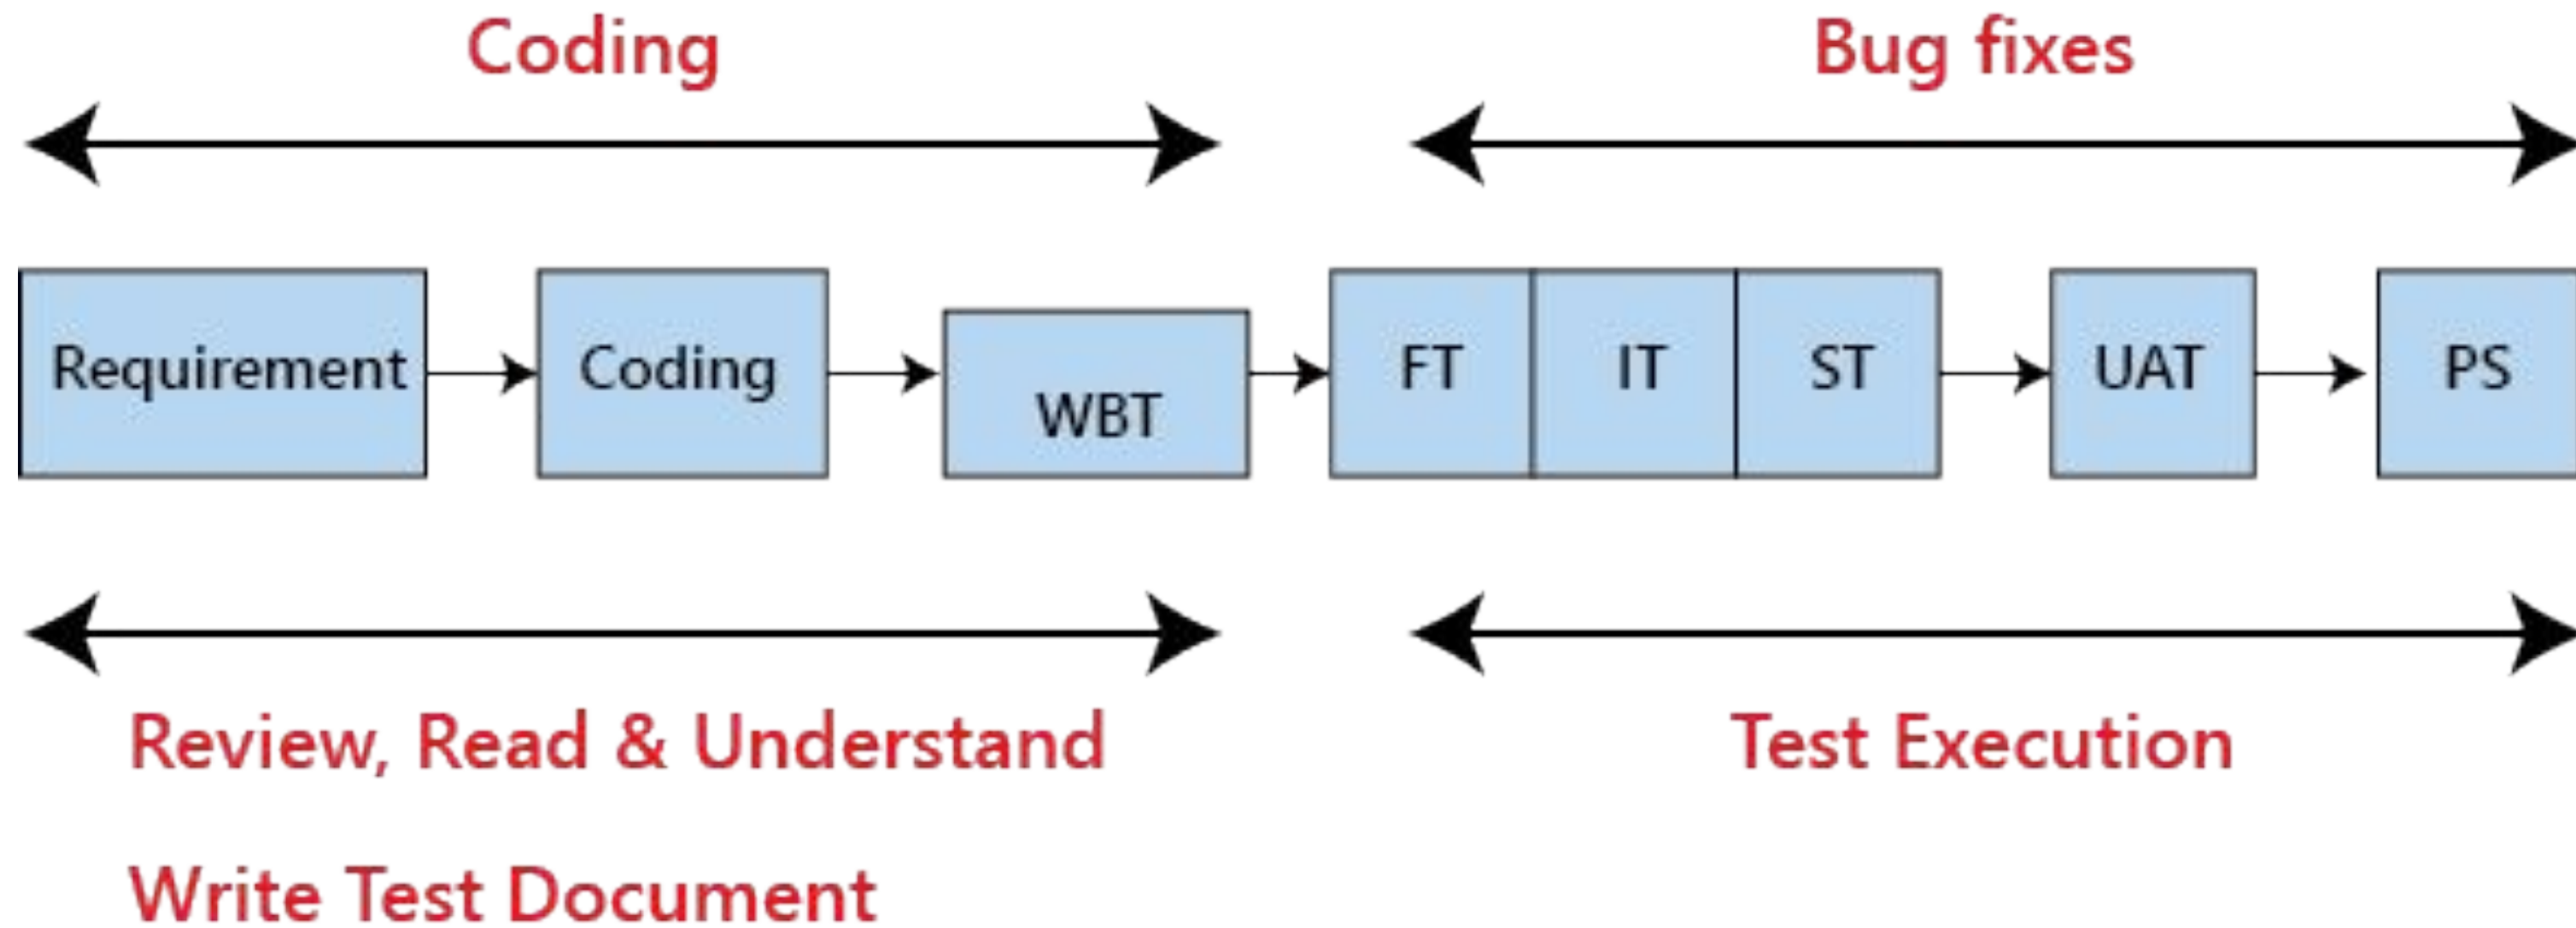 Coding
Bug fixes
Requirement
Coding
WBT
FT
IT
ST
UAT
PS
Review, Read & Understand
Write Test Document
Test Execution